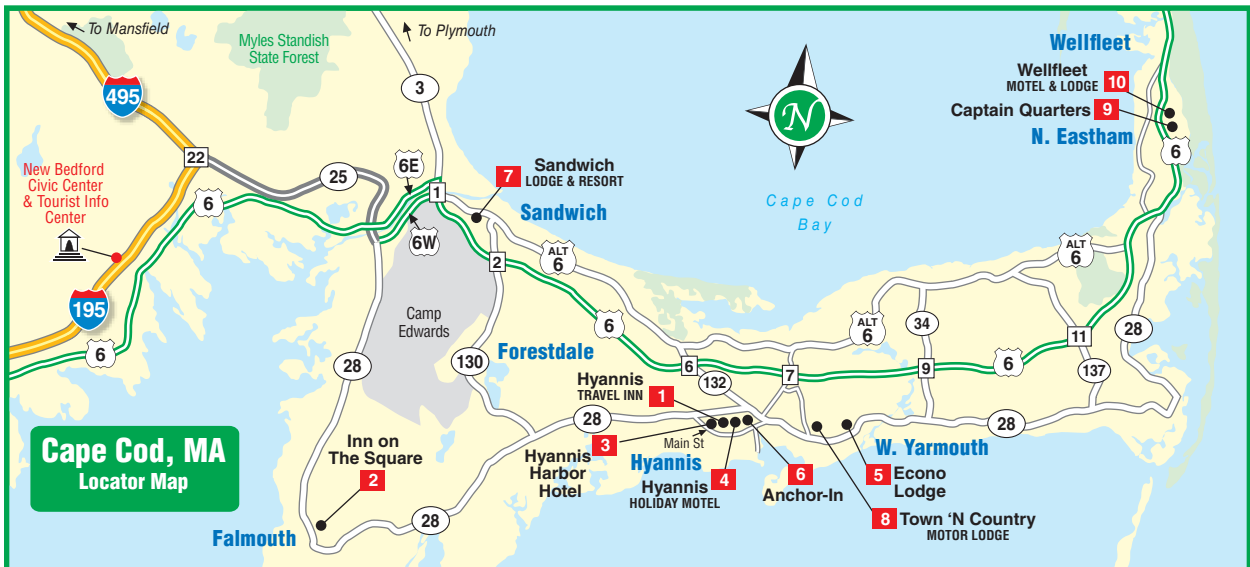 To Mansfield
To Plymouth
Myles Standish
State Forest
495
3
22
25
6E
1
6W
New Bedford
Civic Center
& Tourist Info
Center
6
195
6
7
Sandwich
LODGE & RESORT
Sandwich
2
ALT
6
Camp
Edwards
N
Cape Cod
Bay
Wellfleet
Wellfleet
MOTEL & LODGE
10
Captain Quarters
9
N. Eastham
6
ALT
6
28
ALT
6
34
11
6
9
137
28
28
130
Forestdale
6
6
132
7
Hyannis
TRAVEL INN
1
28
3
Hyannis
Harbor
Hotel
Main St
Hyannis
Hyannis
HOLIDAY MOTEL
4
6
Anchor-In
W. Yarmouth
5
Econo
Lodge
8
Town 'N Country
MOTOR LODGE
Cape Cod, MA
Locator Map
Inn on
The Square
2
28
Falmouth